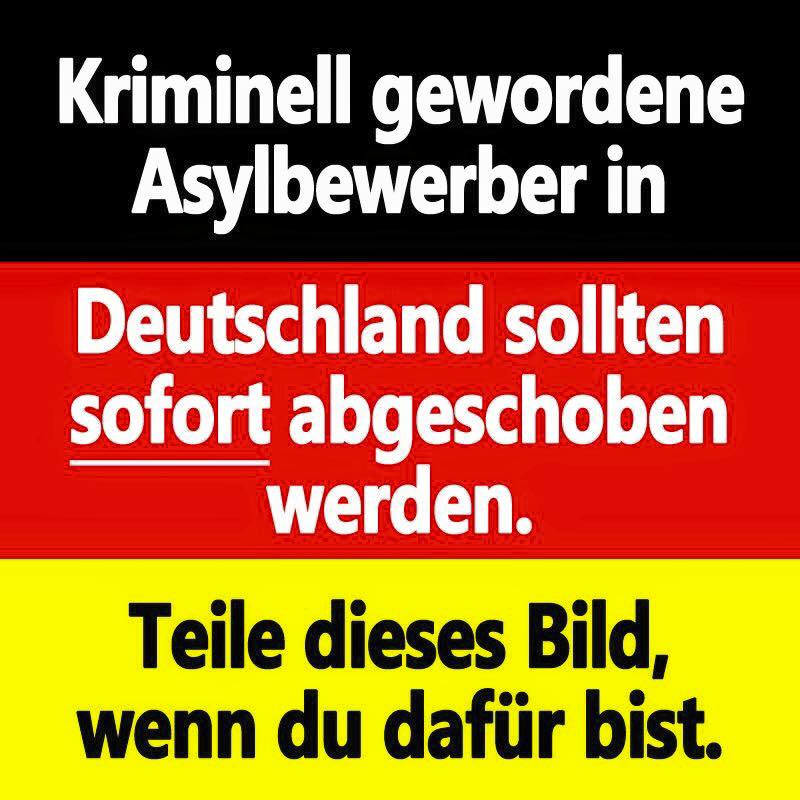 Kriminell gewordene
Asylbewerber in
Deutschland sollten
sofort abgeschoben
werden.
Teile dieses Bild,
wenn du dafür bist.